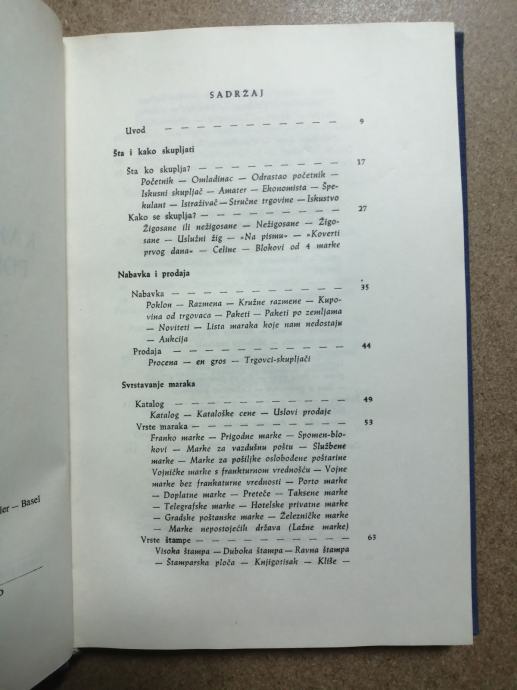 SADRŽAJ
Uvod — — — — — — — — — — — 9
Šta i kako skupljati
Šta ko skuplja? — — — — — — — — — 17
Početnik — Omladinac — Odrastao početnik —
Iskusni skupljač — Amater — Ekonomista — Špe-
kulant — Istraživač — Stručne trgovine — Iskustvo
Kako se skuplja? — — — — — — — — — 27
Žigosane ili nežigosane — Nežigosane — Žigo-
sane — Uslužni žig — »Na pismu« — »Koverti
prvog dana« — Celine — Blokovi od 4 marke
Nabavka i prodaja
Nabavka — — — — — — — — — — 35
Poklon — Razmena — Kružne razmene — Kupo-
vina od trgovaca — Paketi — Paketi po zemljama
— Noviteti — Lista maraka koje nam nedostaju
— Aukcija
Prodaja — — — — — — — — — — 44
Procena — en gros — Trgovci-skupljači
Svrstavanje maraka
Katalog — — — — — — — — — — 49
Katalog — Kataloške cene — Uslovi prodaje
Vrste maraka — — — — — — — — — 53
Franko marke — Prigodne marke — Spomen-blo-
kovi — Marke za vazdušnu poštu — Službene
marke — Marke za pošiljke oslobođene poštarine
Vojničke marke s frankturnom vrednošću — Vojne
marke bez frankaturne vrednosti — Porto marke
— Doplatne marke — Preteče — Taksene marke
— Telegrafske marke — Hotelske privatne marke
— Gradske poštanske marke — Železničke marke
— Marke nepostojećih država (Lažne marke)
Vrste štampe — — — — — — — — — 63
Visoka štampa — Duboka štampa — Ravna štampa
— Štamparska ploča — Knjigotisak — Kliše —
ler — Basel